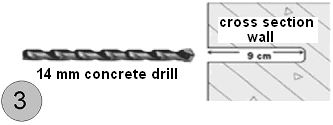 cross section
wall
9 cm
14 mm concrete drill
3